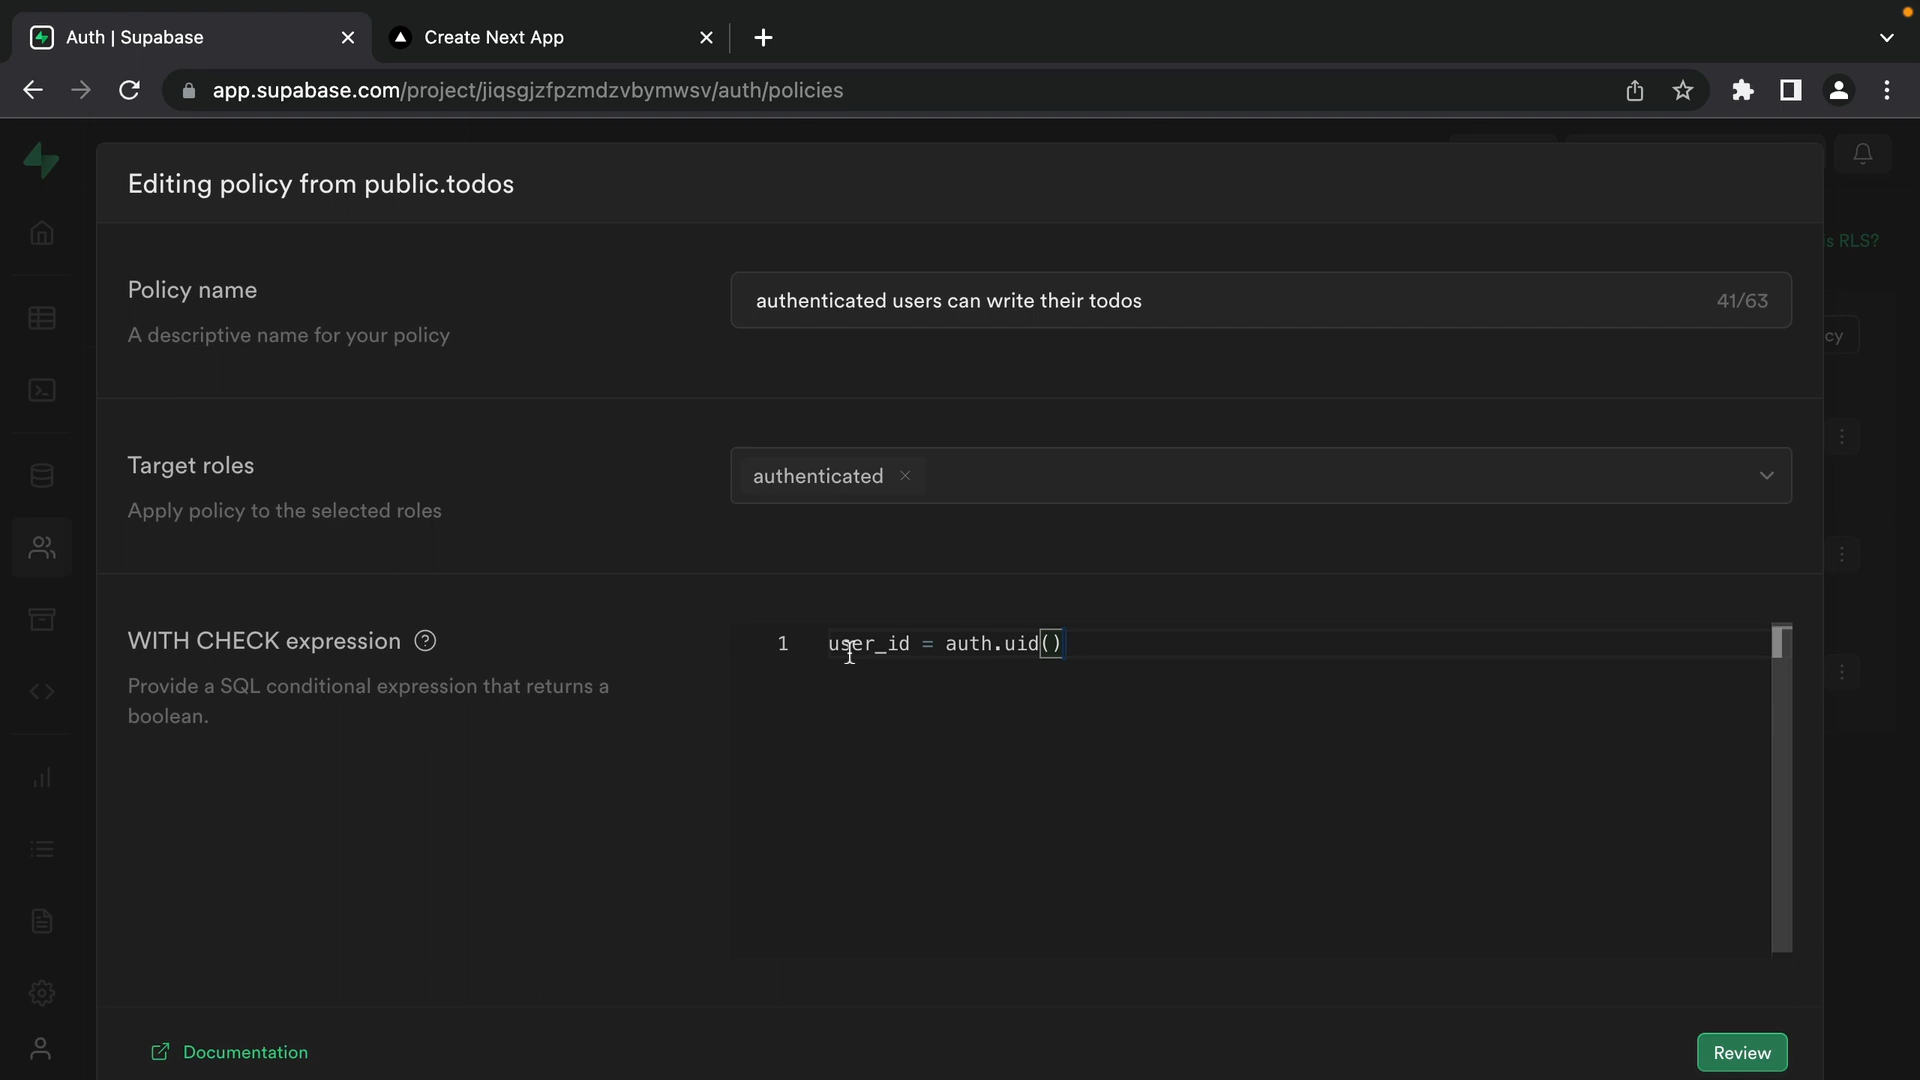 Auth | Supabase
Create Next App
app.supabase.com/project/jiqsgjzfpzmdzvbymwsv/auth/policies
Editing policy from public.todos
s RLS?
Policy name
authenticated users can write their todos
41/63
A descriptive name for your policy
cy
Target roles
authenticated
Apply policy to the selected roles
WITH CHECK expression
1 user_id = auth.uid()
Provide a SQL conditional expression that returns a
boolean.
Documentation
Review